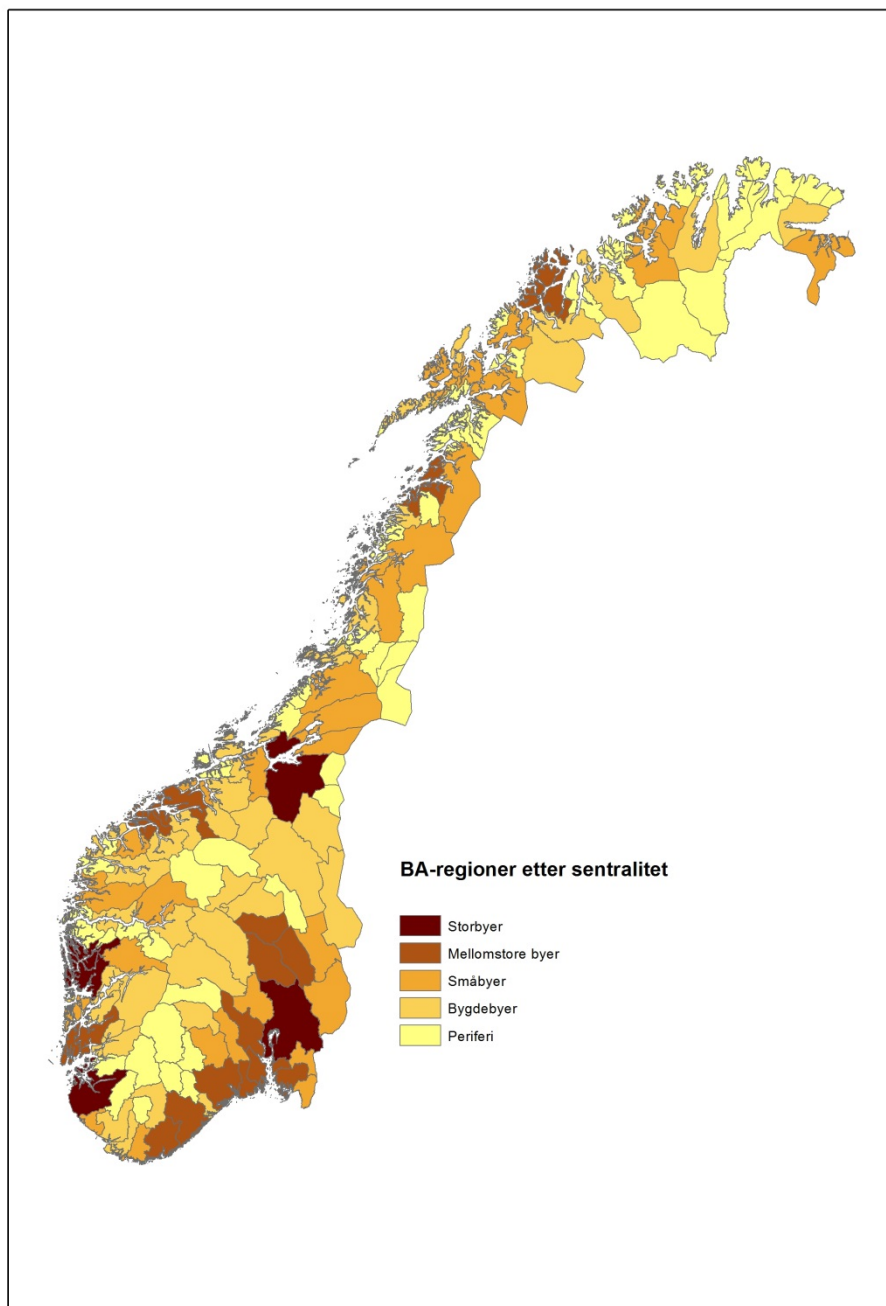 BA-regioner etter sentralitet
Storbyer
Mellomstore byer
Småbyer
Bygdebyer
Periferi